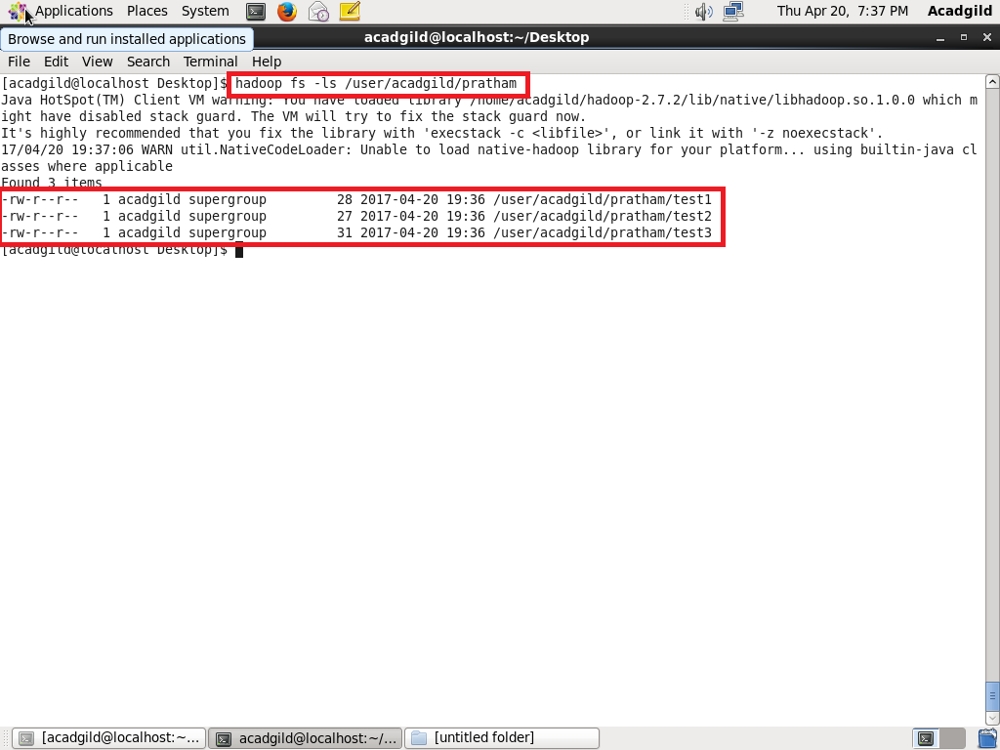 Applications Places System Thu Apr 20, 7:37 PM Acadgild
Browse and run installed applications
acadgild@localhost:~/Desktop
File Edit View Search Terminal Help
[acadgild@localhost Desktop]$ hadoop fs -ls /user/acadgild/pratham
Java HotSpot(TM) Client VM warning: You have loaded library /home/acadgild/hadoop-2.7.2/lib/native/libhadoop.so.1.0.0 which m
ight have disabled stack guard. The VM will try to fix the stack guard now.
It's highly recommended that you fix the library with 'execstack -c <libfile>', or link it with '-z noexecstack'.
17/04/20 19:37:06 WARN util.NativeCodeLoader: Unable to load native-hadoop library for your platform... using builtin-java cl
asses where applicable
Found 3 items
-rw-r--r--   1 acadgild supergroup         28 2017-04-20 19:36 /user/acadgild/pratham/test1
-rw-r--r--   1 acadgild supergroup         27 2017-04-20 19:36 /user/acadgild/pratham/test2
-rw-r--r--   1 acadgild supergroup         31 2017-04-20 19:36 /user/acadgild/pratham/test3
[acadgild@localhost Desktop]$
[acadgild@localhost:~... acadgild@localhost:~/... [untitled folder]